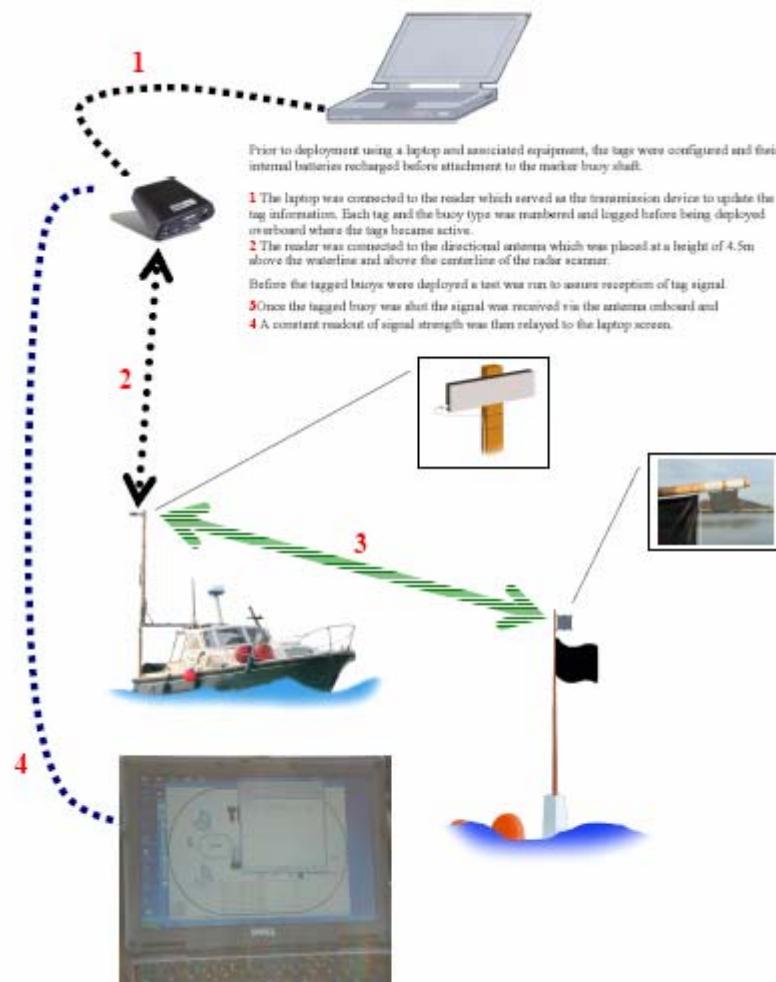 1
Prior to deployment using a laptop and associated equipment, the tags were configured and their
internal batteries recharged before attachment to the marker buoy shaft.
1 The laptop was connected to the reader which served as the transmission device to update the
tag information. Each tag and the buoy type was numbered and logged before being deployed
overboard where the tags became active.
2 The reader was connected to the directional antenna which was placed at a height of 4.5m
above the waterline and above the centerline of the radar scanner.
Before the tagged buoys were deployed a test was run to assure reception of tag signal.
3Once the tagged buoy was shot the signal was received via the antenna onboard and
4 A constant readout of signal strength was then relayed to the laptop screen.
2
3
4
DELL